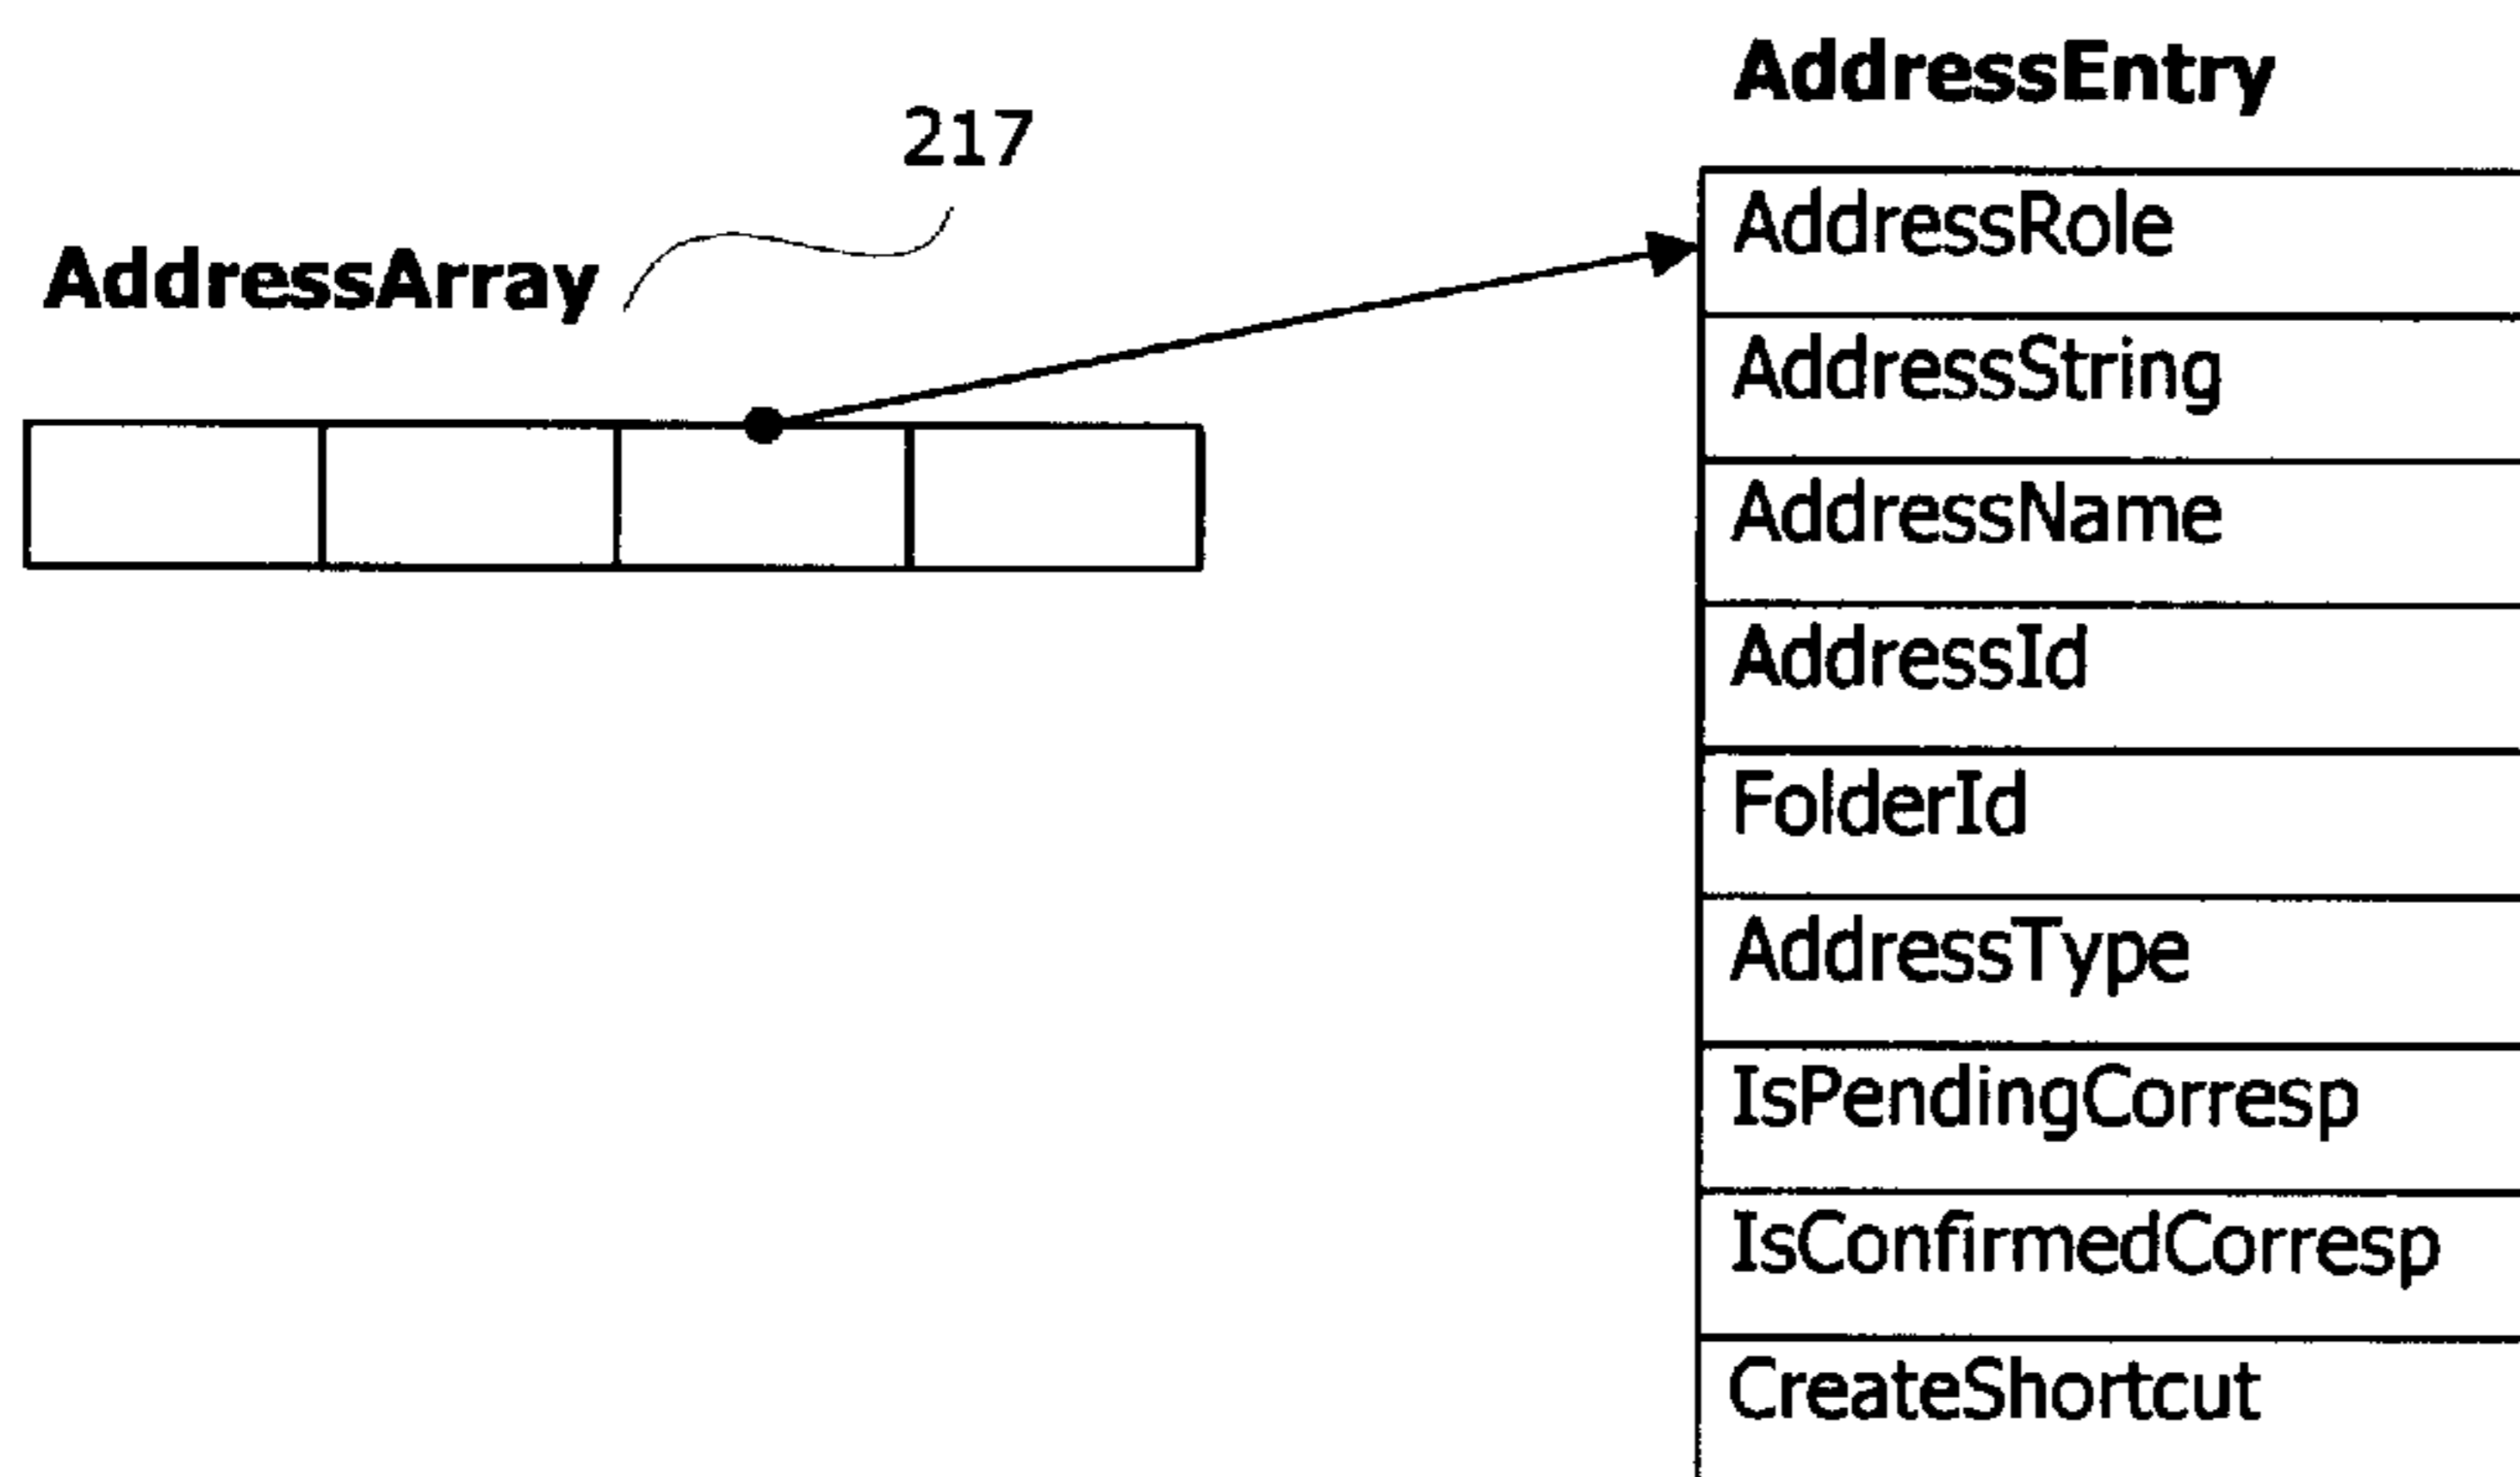 AddressEntry
217
AddressArray
AddressRole
AddressString
AddressName
AddressId
FolderId
AddressType
IsPendingCorresp
IsConfirmedCorresp
CreateShortcut